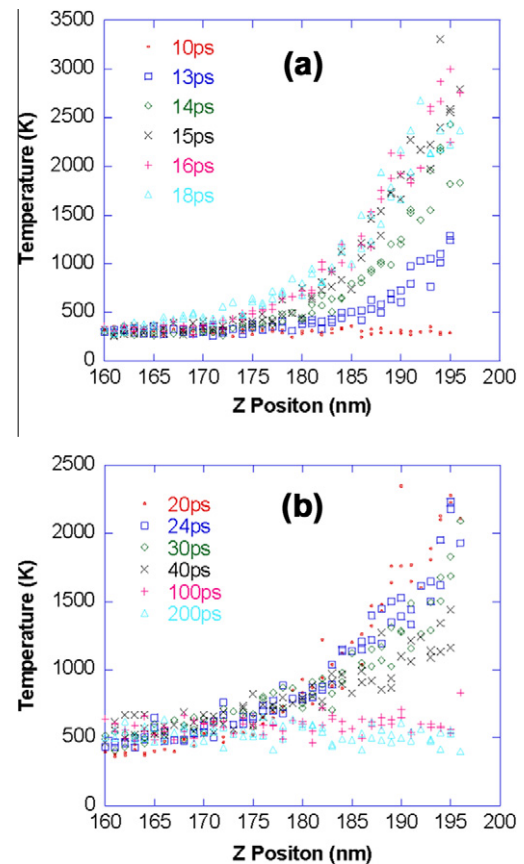 3500
(a)
10ps
3000
13ps
14ps
2500
15ps
2000
16ps
18ps
1500
1000
500
0
Temperature (K)
160 165 170 175 180 185 190 195 200
Z Positon (nm)
2500
(b)
20ps
24ps
2000
30ps
40ps
100ps
1500
200ps
1000
500
0
Temperature (K)
160 165 170 175 180 185 190 195 200
Z Positon (nm)